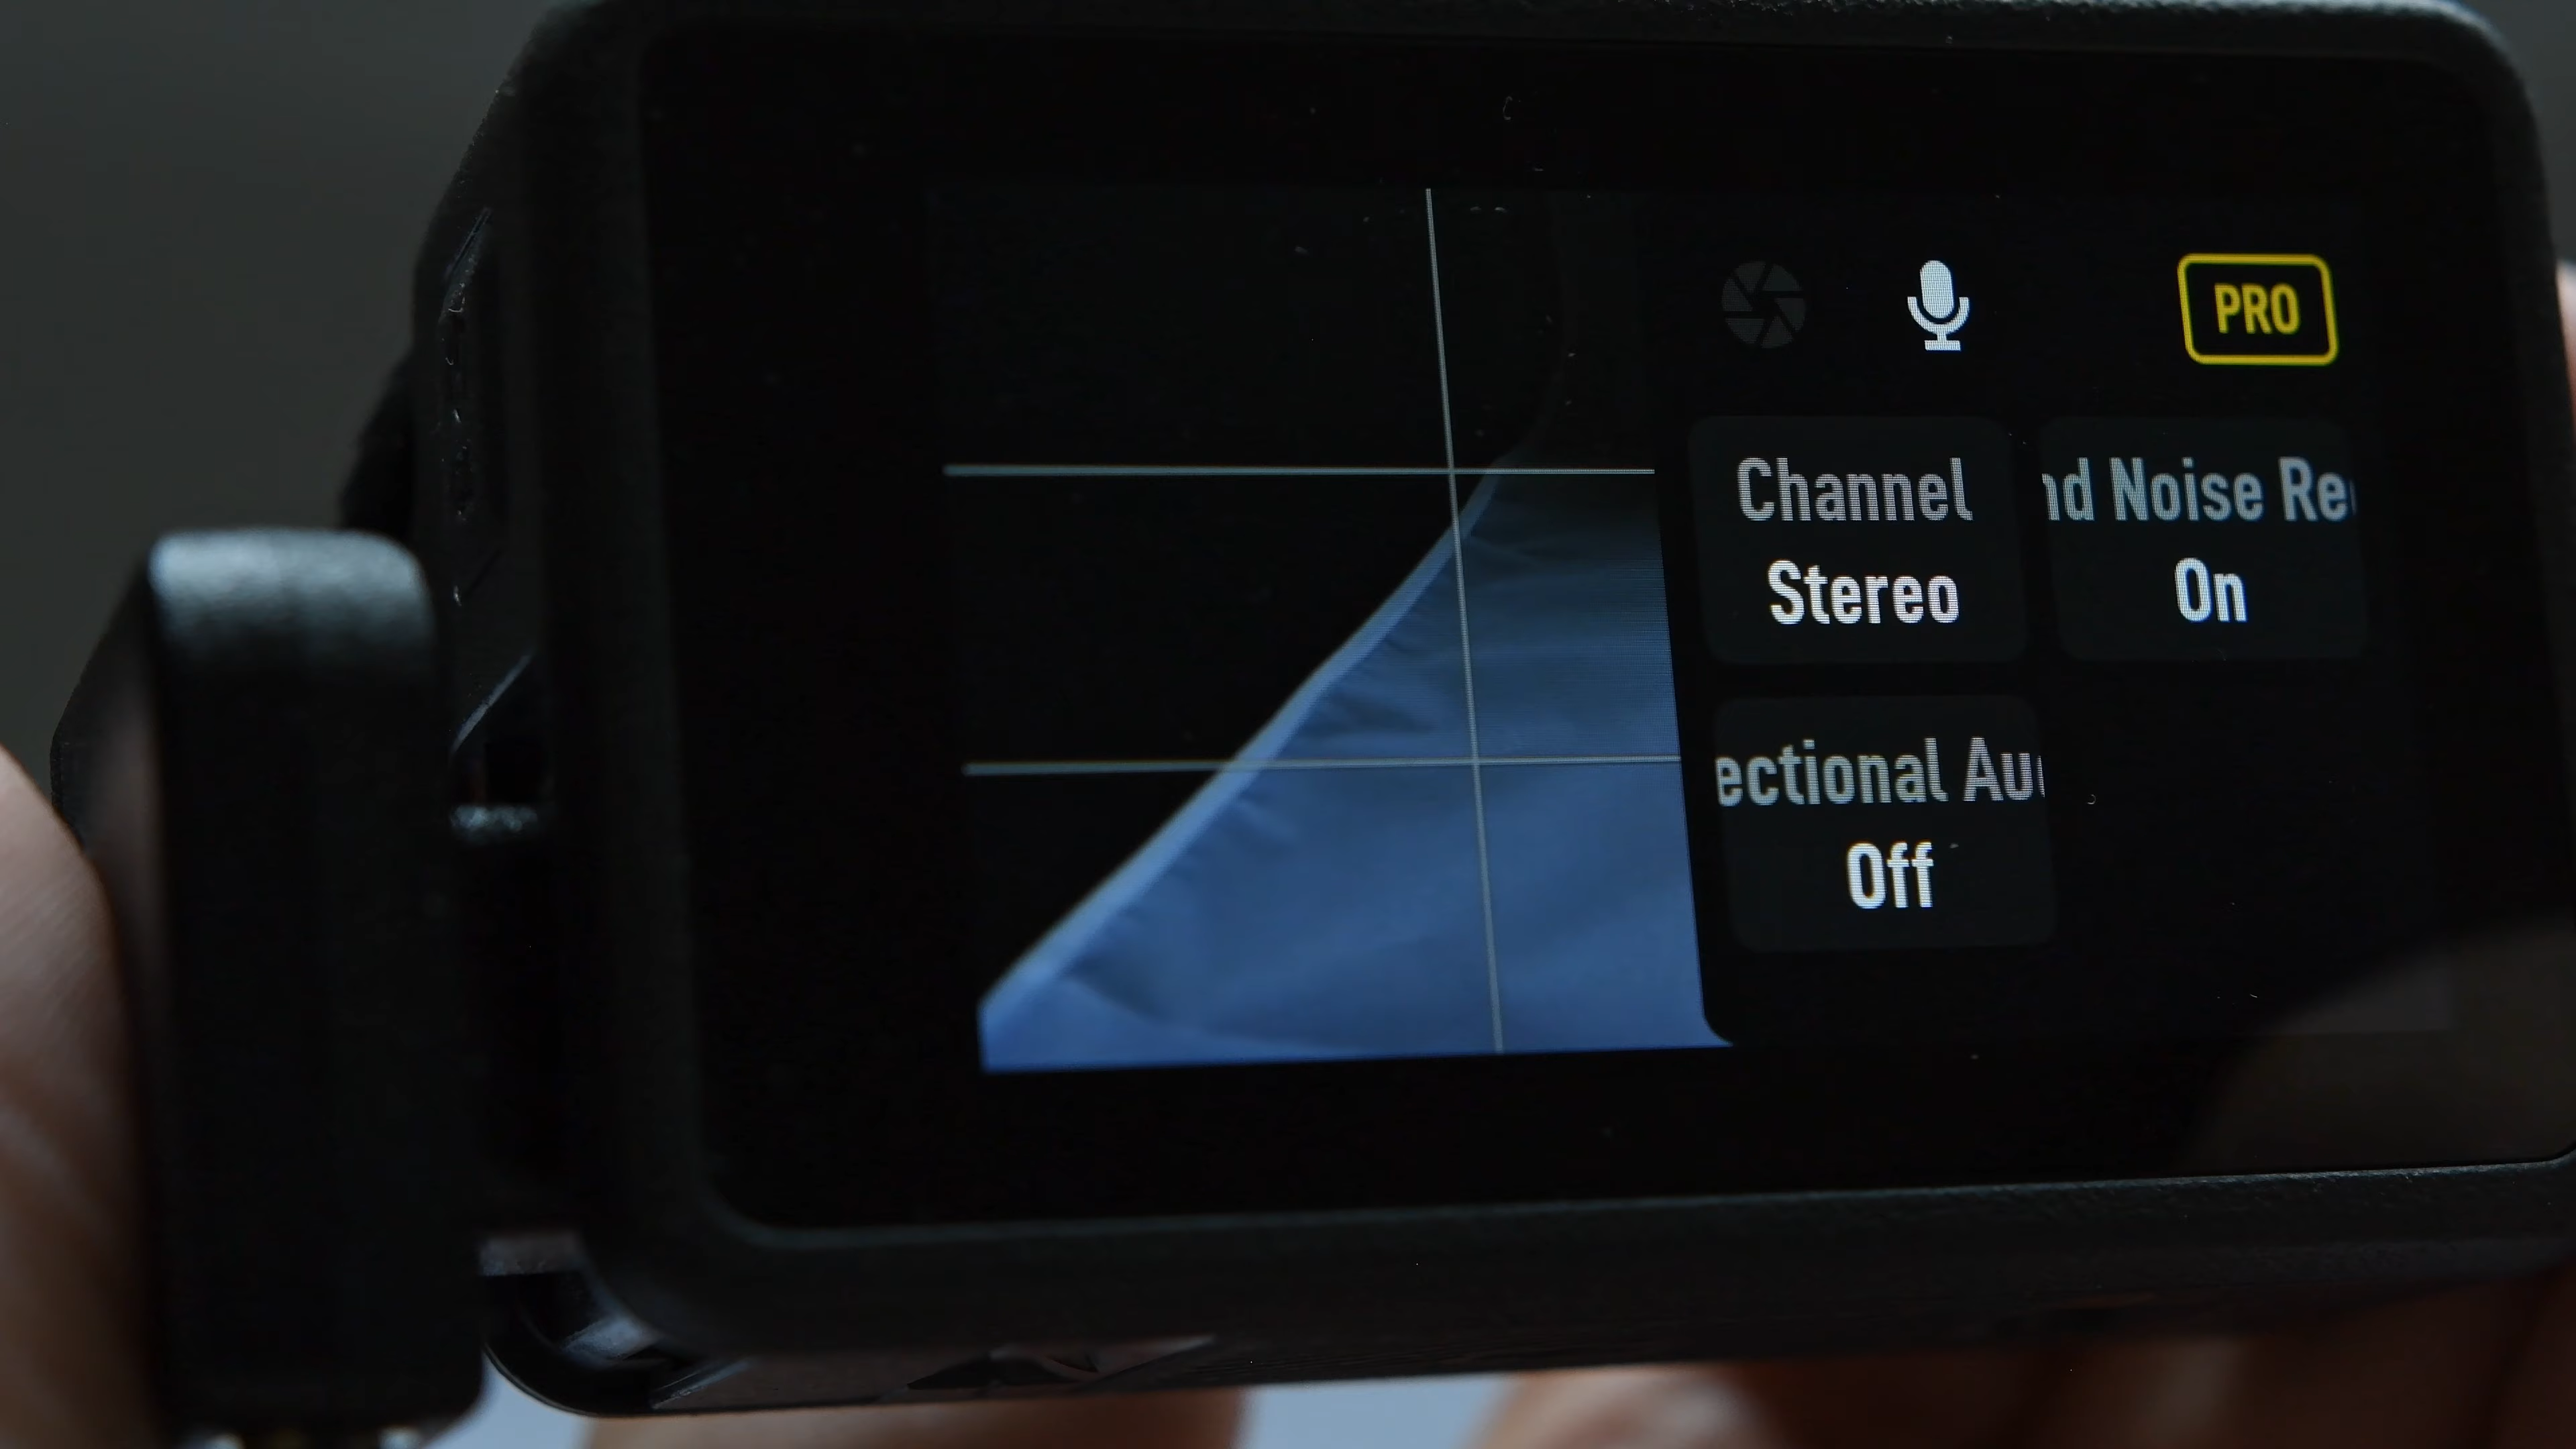 PRO
Channel
Stereo
nd Noise Re
On
ectional Au
Off